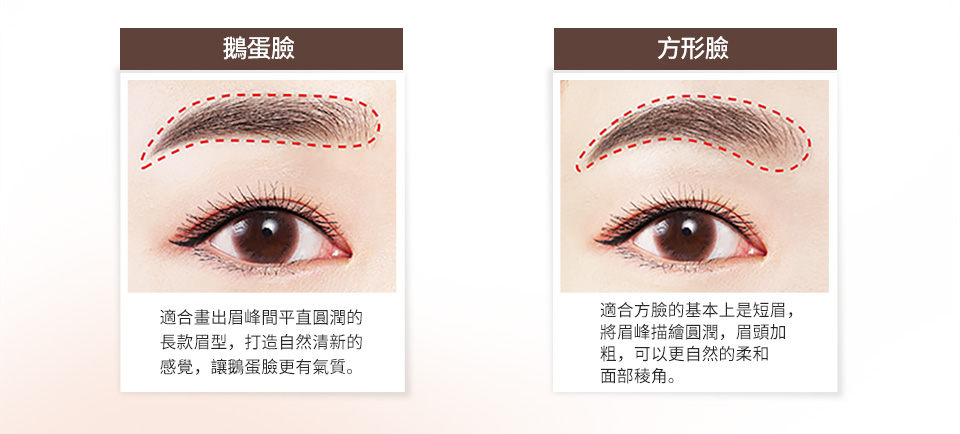 鵝蛋臉
適合畫出眉峰間平直圓潤的
長款眉型，打造自然清新的
感覺，讓鵝蛋臉更有氣質。
方形臉
適合方臉的基本上是短眉，
將眉峰描繪圓潤，眉頭加
粗，可以更自然的柔和
面部稜角。